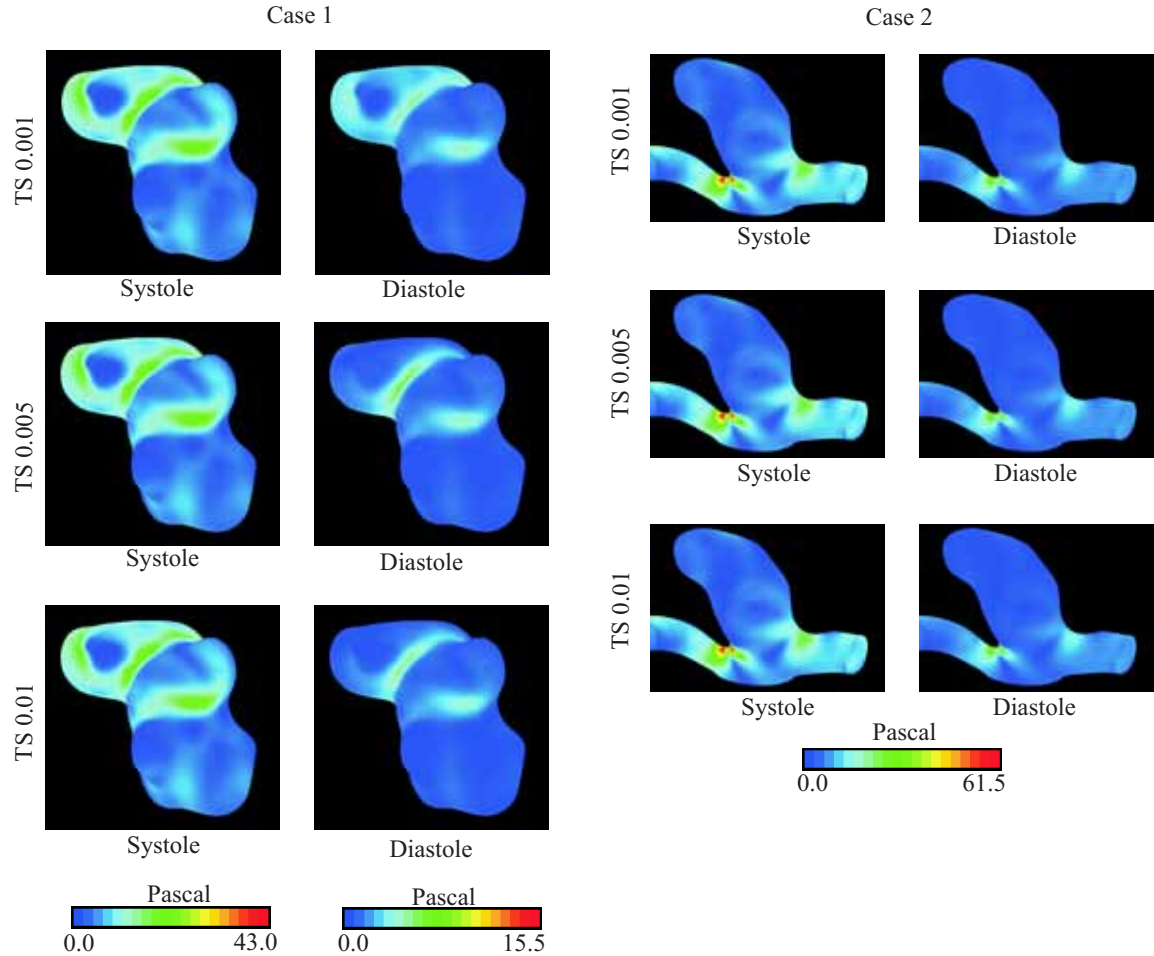 Case 1
TS 0.001
Systole
Diastole
TS 0.005
Systole
Diastole
TS 0.01
Systole
Diastole
Pascal
0.0 43.0
Pascal
0.0 15.5
Case 2
TS 0.001
Systole
Diastole
TS 0.005
Systole
Diastole
TS 0.01
Systole
Diastole
Pascal
0.0 61.5